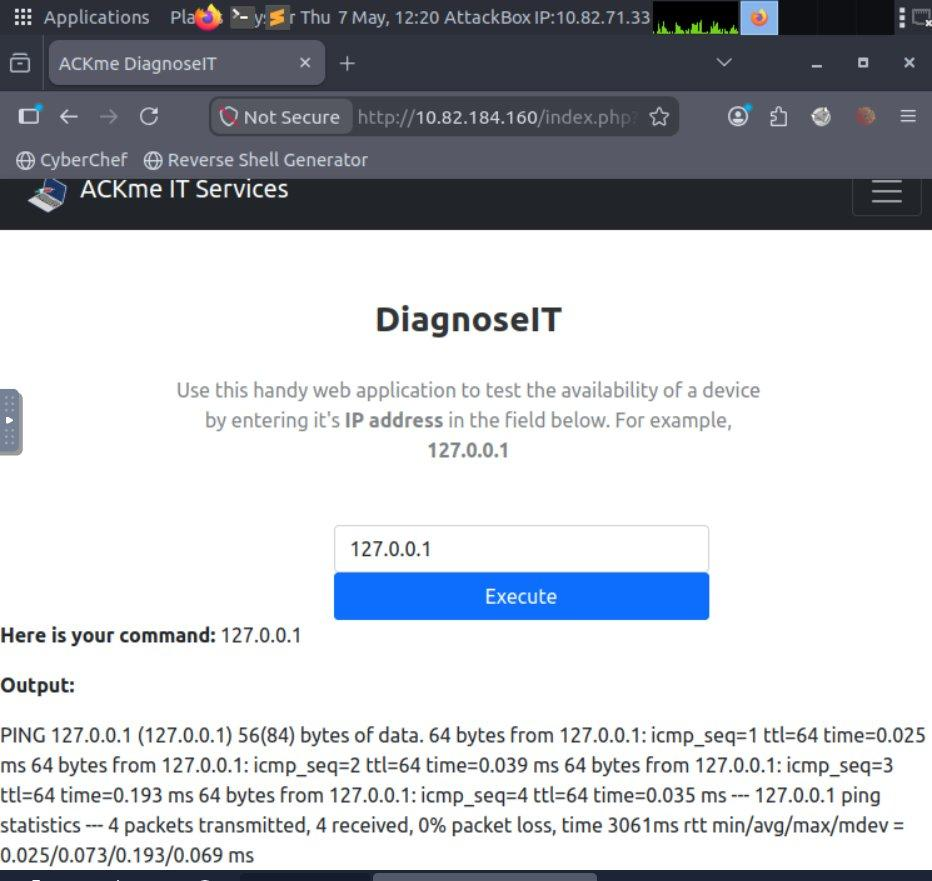 Applications Pla y: r Thu 7 May, 12:20 AttackBox IP:10.82.71.33
ACKme DiagnoseIT
Not Secure http://10.82.184.160/index.php?
CyberChef Reverse Shell Generator
ACKme IT Services
DiagnoseIT
Use this handy web application to test the availability of a device
by entering it's IP address in the field below. For example,
127.0.0.1
127.0.0.1
Execute
Here is your command: 127.0.0.1
Output:
PING 127.0.0.1 (127.0.0.1) 56(84) bytes of data. 64 bytes from 127.0.0.1: icmp_seq=1 ttl=64 time=0.025
ms 64 bytes from 127.0.0.1: icmp_seq=2 ttl=64 time=0.039 ms 64 bytes from 127.0.0.1: icmp_seq=3
ttl=64 time=0.193 ms 64 bytes from 127.0.0.1: icmp_seq=4 ttl=64 time=0.035 ms --- 127.0.0.1 ping
statistics --- 4 packets transmitted, 4 received, 0% packet loss, time 3061ms rtt min/avg/max/mdev =
0.025/0.073/0.193/0.069 ms